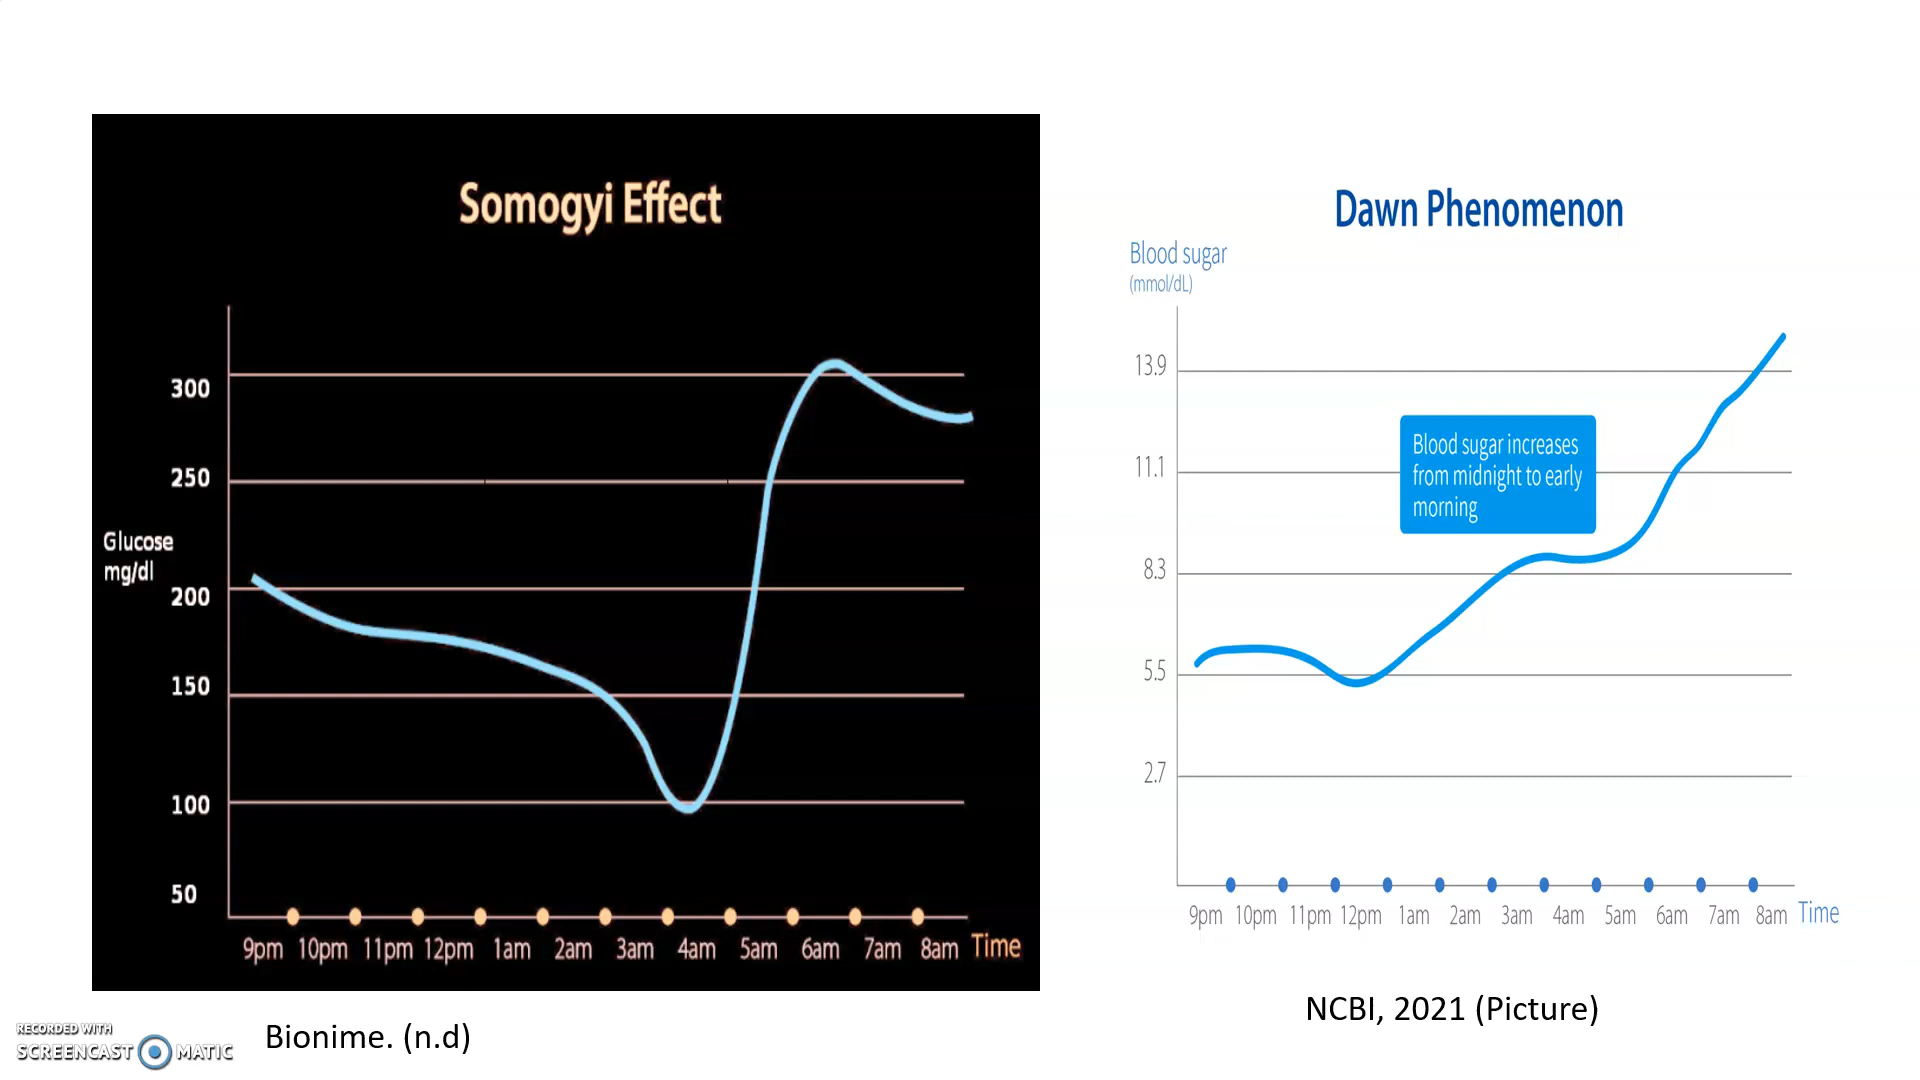 Somogyi Effect
300
250
Glucose
mg/dl
200
150
100
50
9pm 10pm 11pm 12pm 1am 2am 3am 4am 5am 6am 7am 8am Time
Bionime. (n.d)
Dawn Phenomenon
Blood sugar
(mmol/dL)
13.9
11.1
8.3
5.5
2.7
Blood sugar increases
from midnight to early
morning
9pm 10pm 11pm 12pm 1am 2am 3am 4am 5am 6am 7am 8am Time
NCBI, 2021 (Picture)
RECORDED WITH
SCREENCAST MATIC